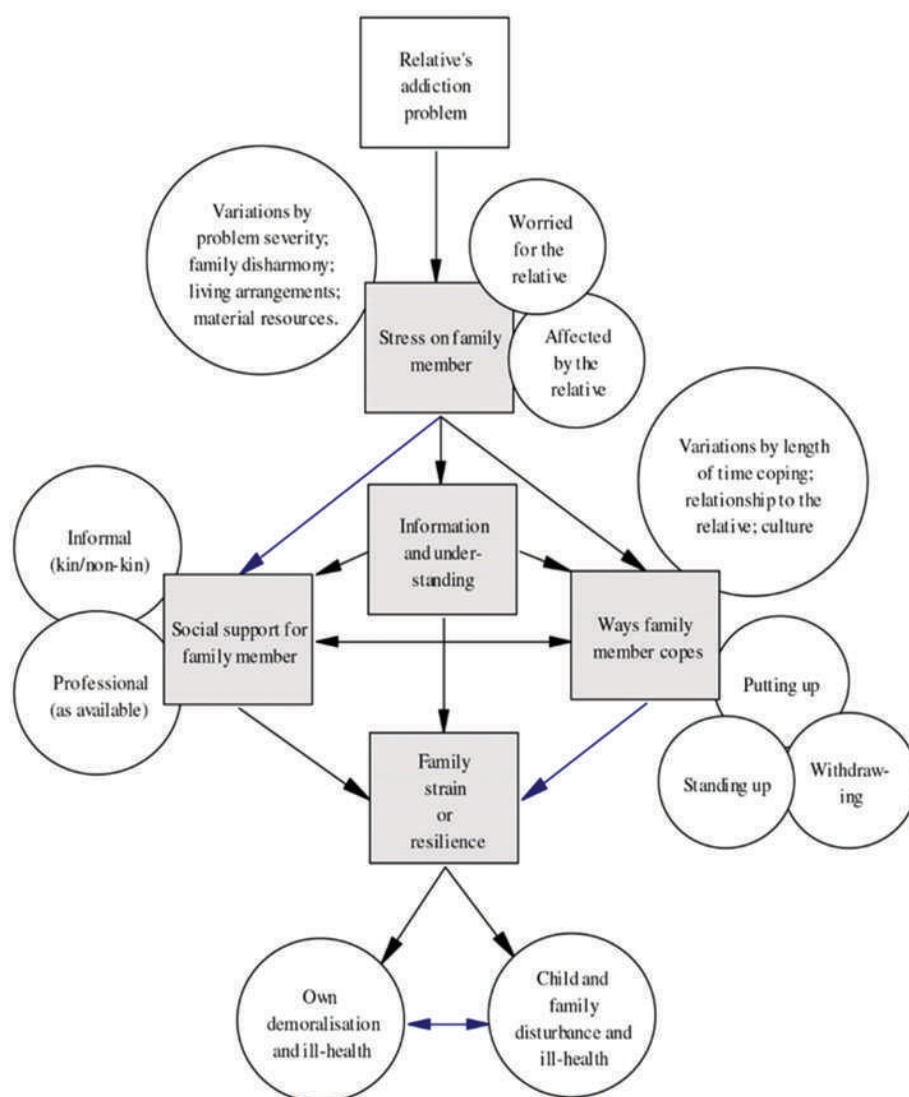 Relative's
addiction
problem
Variations by
problem severity;
family disharmony;
living arrangements;
material resources.
Worried
for the
relative
Stress on family
member
Affected
by the
relative
Variations by length
of time coping;
relationship to the
relative; culture
Informal
(kin/non-kin)
Information
and under-
standing
Social support for
family member
Ways family
member copes
Professional
(as available)
Putting up
Standing up
Withdraw-
ing
Family
strain
or
resilience
Own
demoralisation
and ill-health
Child and
family
disturbance and
ill-health